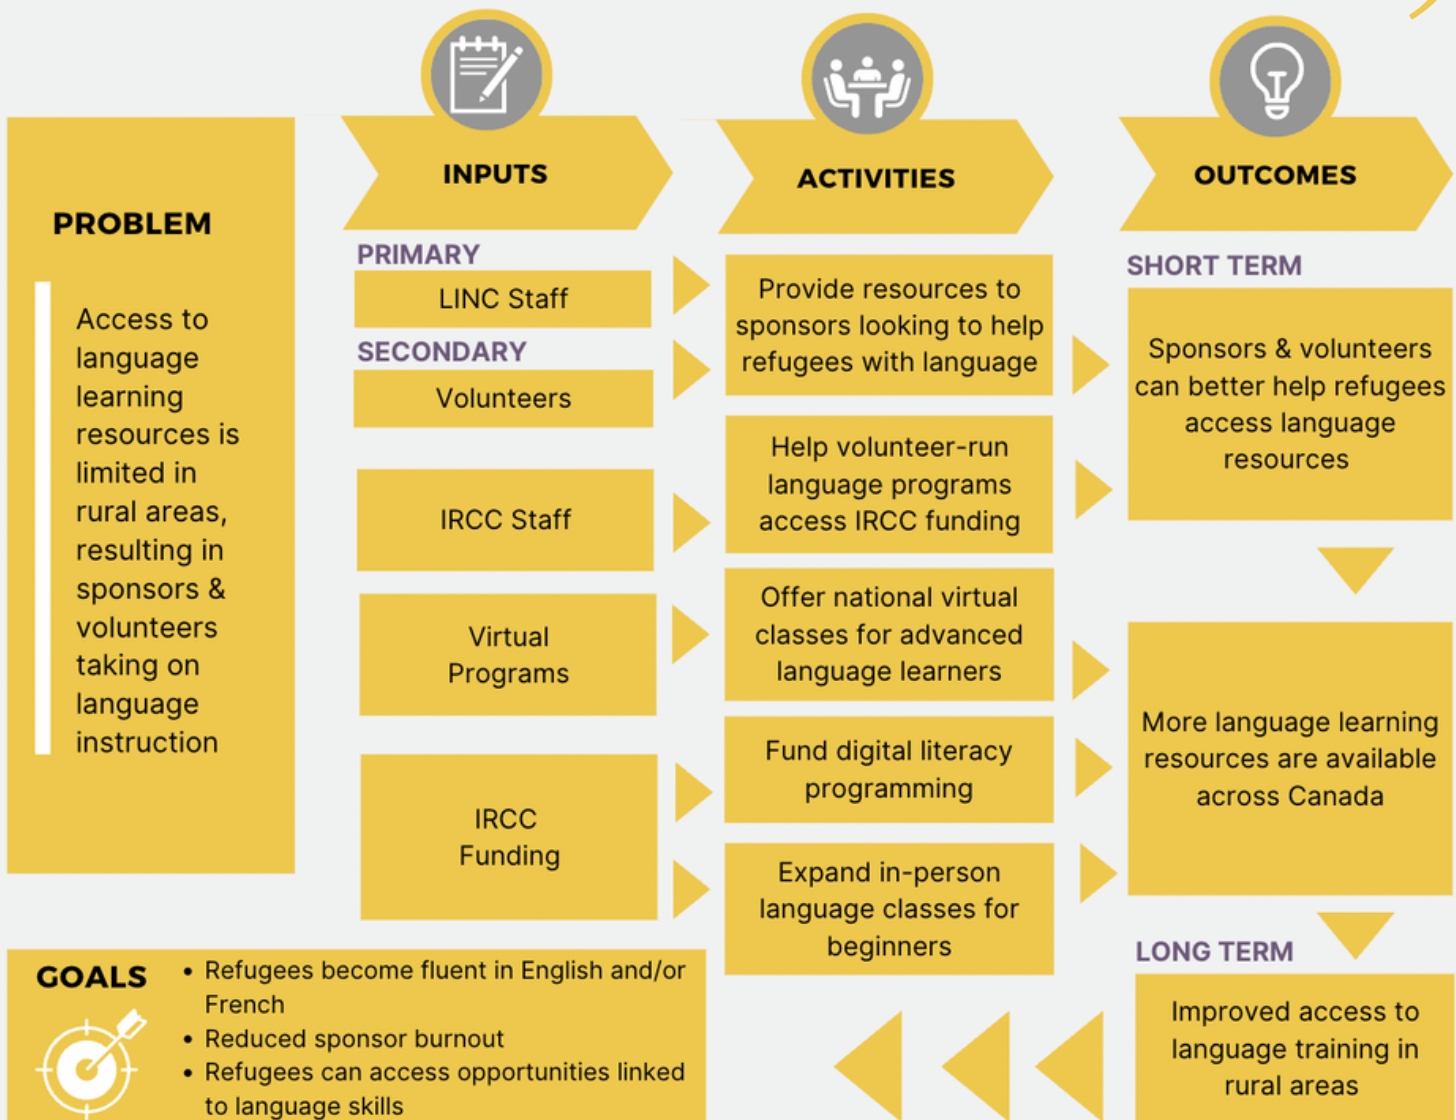 PROBLEM
Access to
language
learning
resources is
limited in
rural areas,
resulting in
sponsors &
volunteers
taking on
language
instruction
INPUTS
PRIMARY
LINC Staff
SECONDARY
Volunteers
IRCC Staff
Virtual
Programs
IRCC
Funding
ACTIVITIES
Provide resources to
sponsors looking to help
refugees with language
Help volunteer-run
language programs
access IRCC funding
Offer national virtual
classes for advanced
language learners
Fund digital literacy
programming
Expand in-person
language classes for
beginners
OUTCOMES
SHORT TERM
Sponsors & volunteers
can better help refugees
access language
resources
More language learning
resources are available
across Canada
LONG TERM
Improved access to
language training in
rural areas
GOALS
• Refugees become fluent in English and/or
French
• Reduced sponsor burnout
• Refugees can access opportunities linked
to language skills